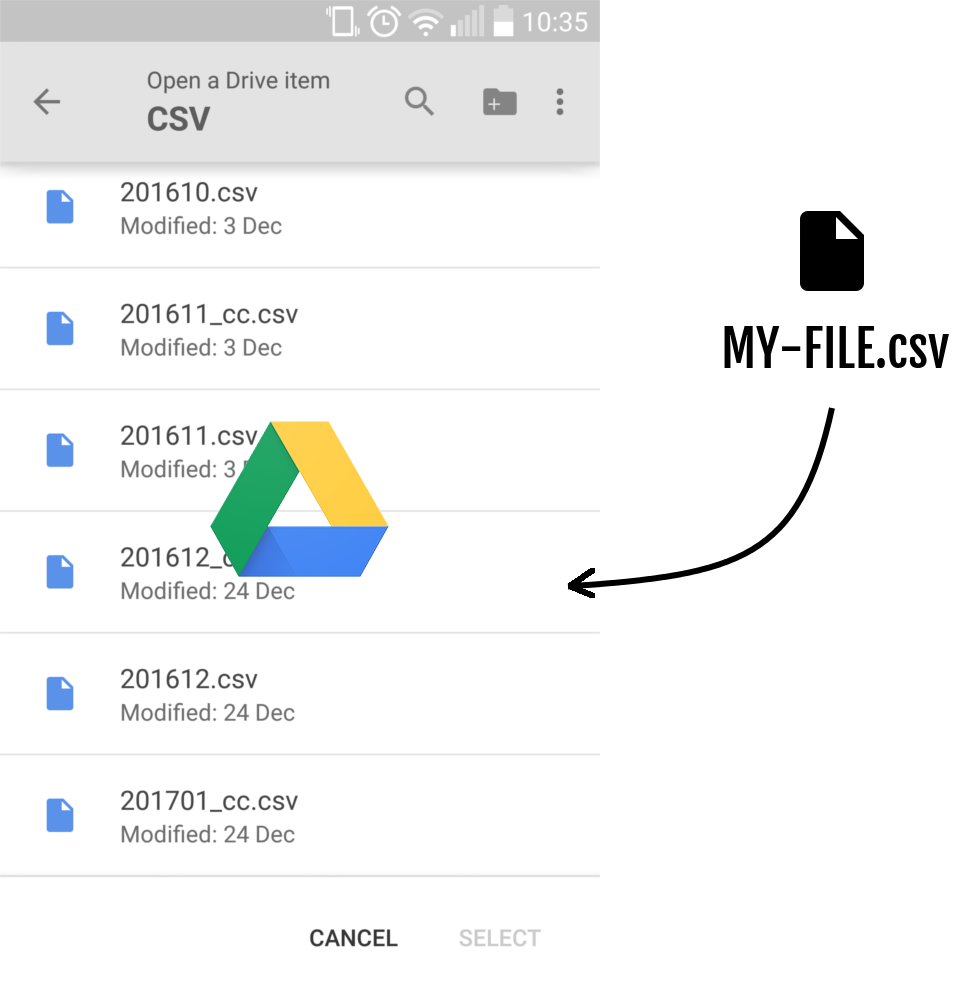 10:35
Open a Drive item
CSV
201610.csv
Modified: 3 Dec
201611_cc.csv
Modified: 3 Dec
201611.csv
Modified: 3
201612_
Modified: 24 Dec
201612.csv
Modified: 24 Dec
201701_cc.csv
Modified: 24 Dec
CANCEL
SELECT
MY-FILE.csv